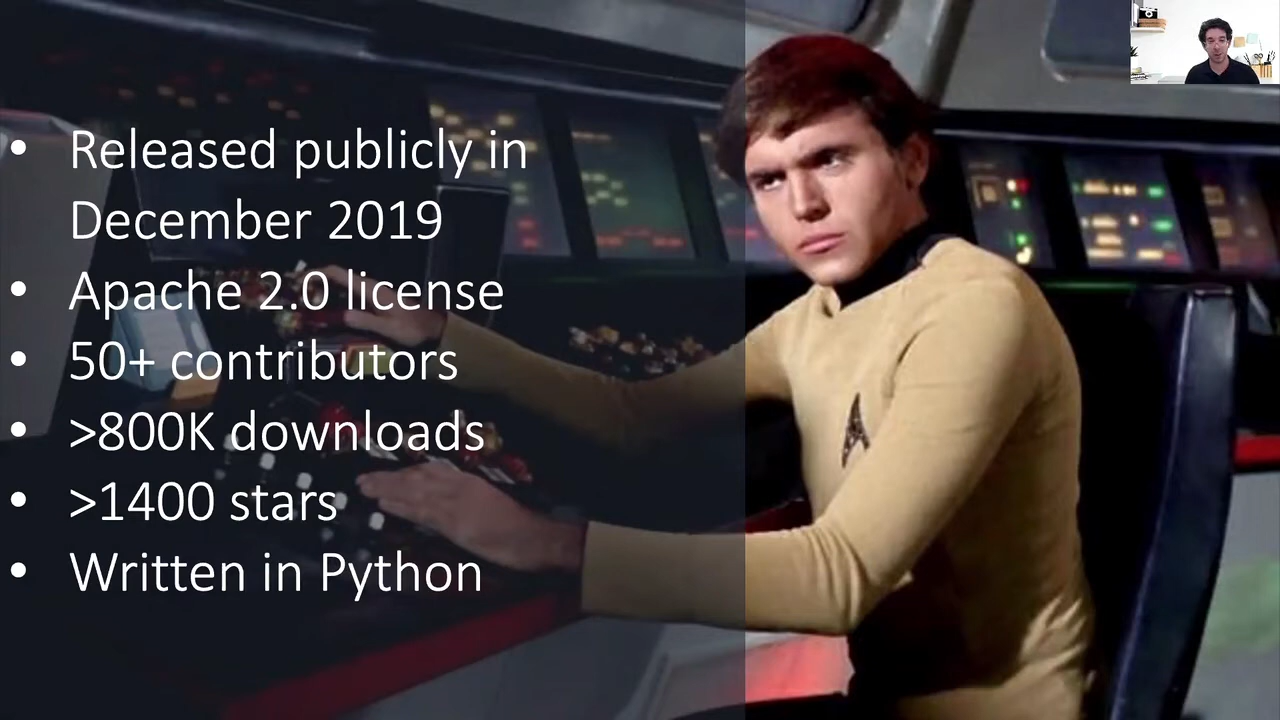 • Released publicly in
December 2019
• Apache 2.0 license
• 50+ contributors
• >800K downloads
• >1400 stars
• Written in Python